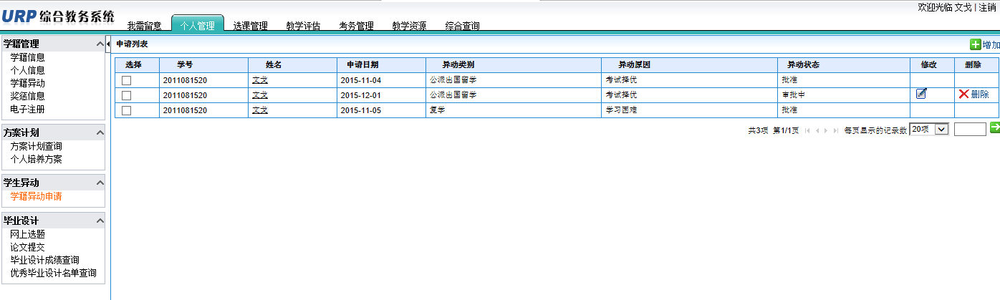 欢迎光临 文戈 | 注销
URP 综合教务系统
我需留意 个人管理 选课管理 教学评估 考务管理 教学资源 综合查询
学籍管理
学籍信息
个人信息
学籍异动
奖惩信息
电子注册
方案计划
方案计划查询
个人培养方案
学生异动
学籍异动申请
毕业设计
网上选题
论文提交
毕业设计成绩查询
优秀毕业设计名单查询
申请列表 增加
选择 学号 姓名 申请日期 异动类别 异动原因 异动状态 修改 删除
2011081520 文戈 2015-11-04 公派出国留学 考试择优 批准
2011081520 文戈 2015-12-01 公派出国留学 考试择优 审批中 删除
2011081520 文戈 2015-11-05 复学 学习困难 批准
共3项 第1/1页 每页显示的记录数 20项